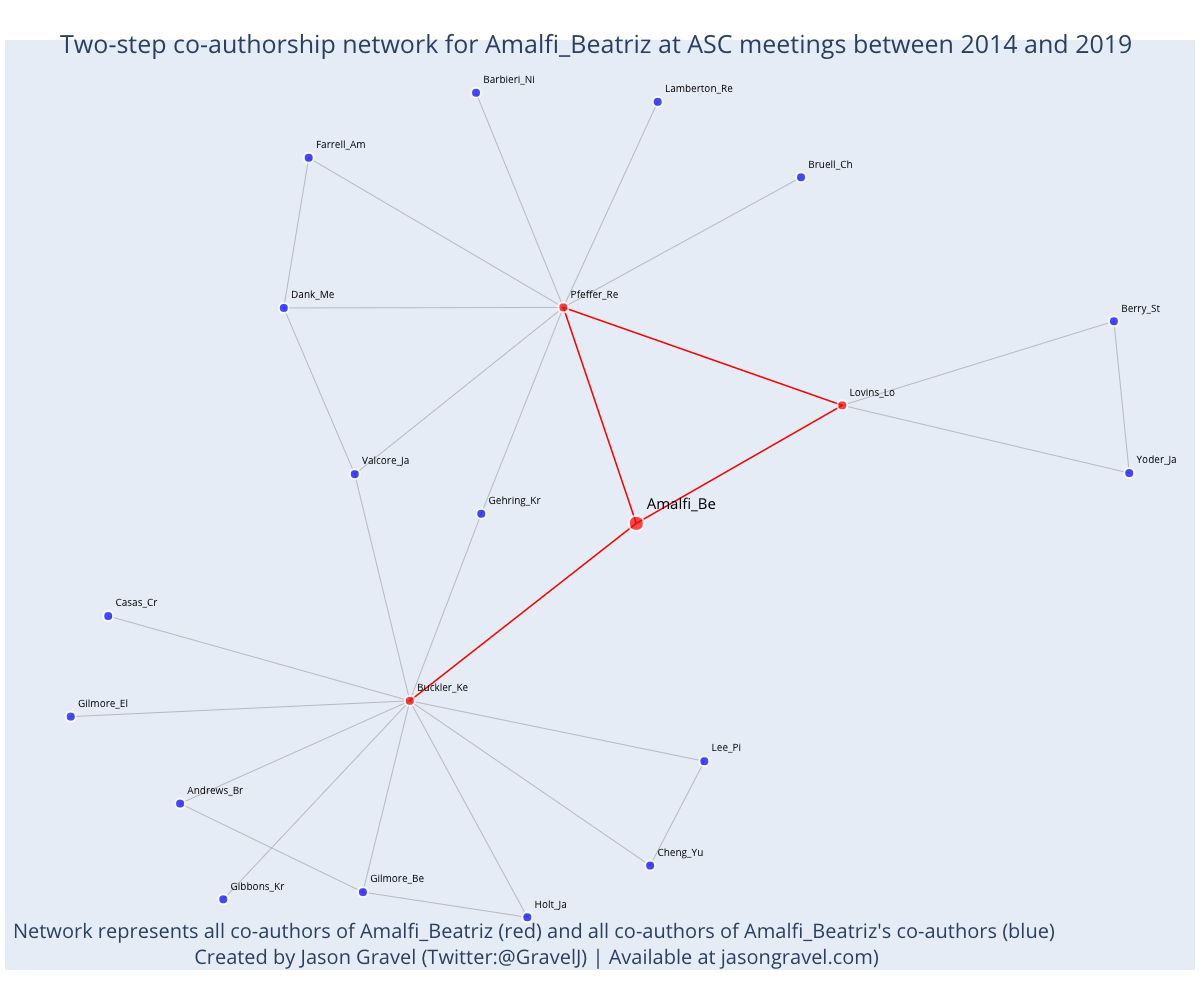 Two-step co-authorship network for Amalfi_Beatriz at ASC meetings between 2014 and 2019
Barbieri_Ni
Lamberton_Re
Farrell_Am
Bruell_Ch
Dank_Me
Pfeffer_Re
Berry_St
Lovins_Lo
Valcore_Ja
Yoder_Ja
Gehring_Kr
Amalfi_Be
Casas_Cr
Buckler_Ke
Gilmore_El
Lee_Pi
Andrews_Br
Cheng_Yu
Gilmore_Be
Gibbons_Kr
Holt_Ja
Network represents all co-authors of Amalfi_Beatriz (red) and all co-authors of Amalfi_Beatriz's co-authors (blue)
Created by Jason Gravel (Twitter:@GravelJ) | Available at jasongravel.com)